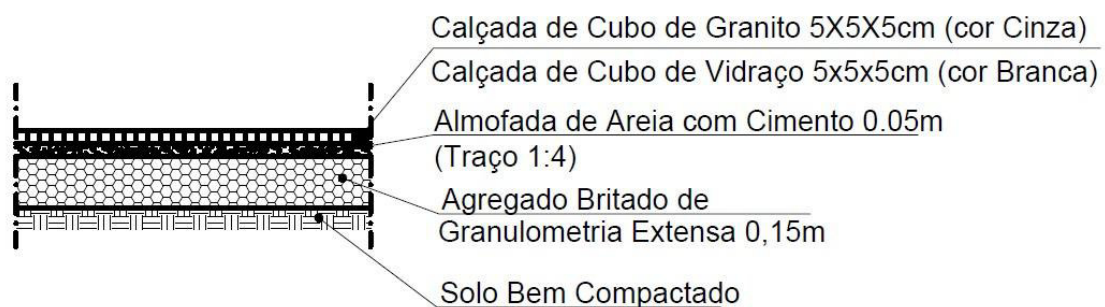 Calçada de Cubo de Granito 5X5X5cm (cor Cinza)
Calçada de Cubo de Vidraço 5x5x5cm (cor Branca)
Almofada de Areia com Cimento 0.05m
(Traço 1:4)
Agregado Britado de
Granulometria Extensa 0,15m
Solo Bem Compactado